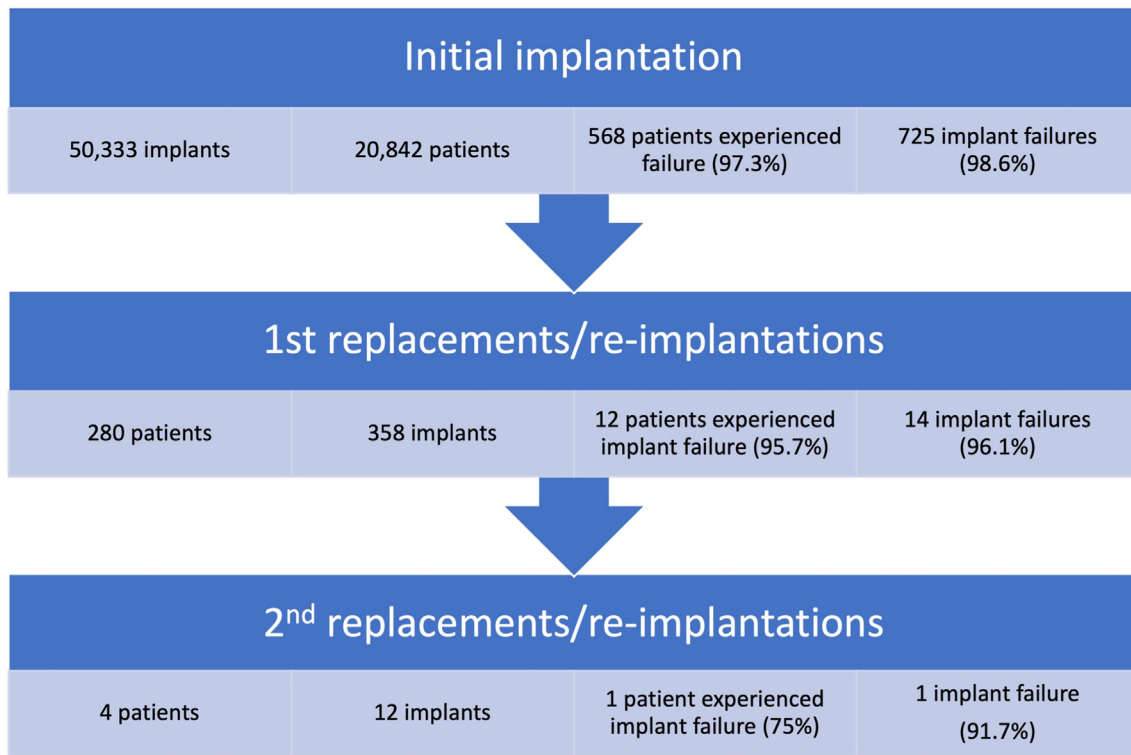 Initial implantation
50,333 implants
20,842 patients
568 patients experienced
failure (97.3%)
725 implant failures
(98.6%)
1st replacements/re-implantations
280 patients
358 implants
12 patients experienced
implant failure (95.7%)
14 implant failures
(96.1%)
2nd replacements/re-implantations
4 patients
12 implants
1 patient experienced
implant failure (75%)
1 implant failure
(91.7%)